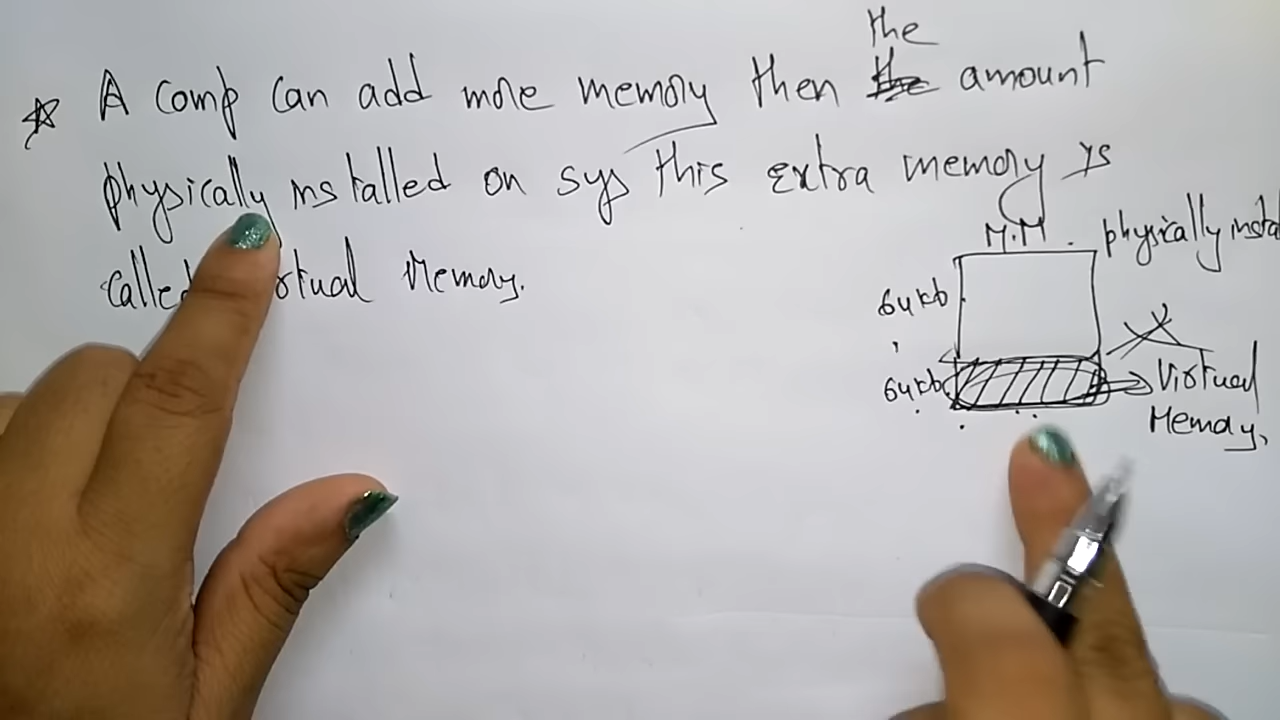 the
A Comp Can add more memory then the amount
physically installed on sys this extra memory is
called rtual Memory.
M.M. physically insta
64kb
64kb
Virtual
Memory,